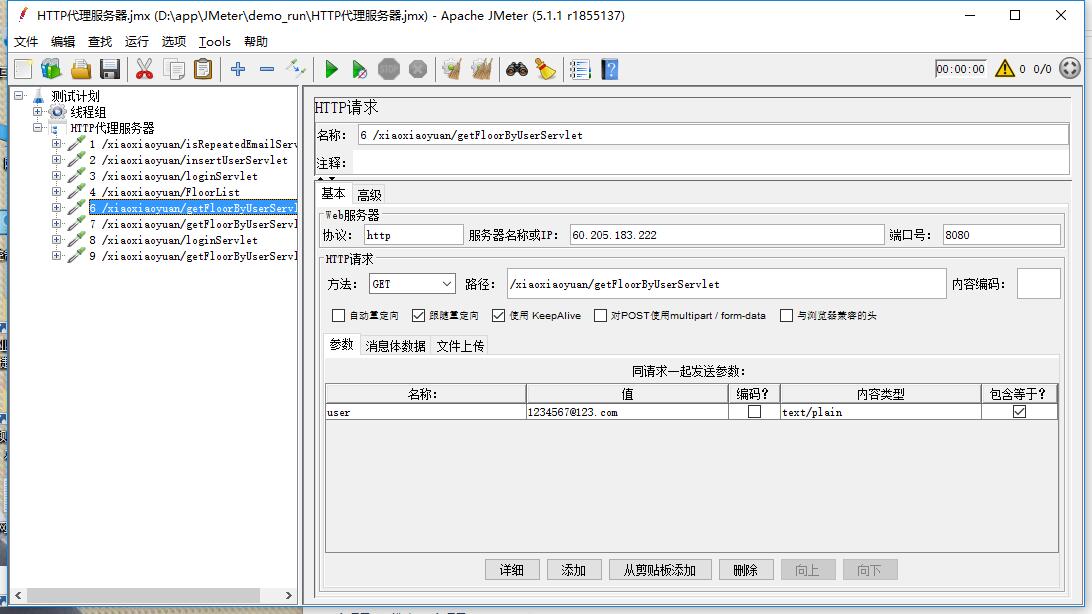 HTTP代理服务器.jmx (D:\app\JMeter\demo_run\HTTP代理服务器.jmx) - Apache JMeter (5.1.1 r1855137)
文件 编辑 查找 运行 选项 Tools 帮助
STOP 00:00:00 0 0/0
测试计划
线程组
HTTP代理服务器
1 /xiaoxiaoyuan/isRepeatedEmailServ
2 /xiaoxiaoyuan/insertUserServlet
3 /xiaoxiaoyuan/loginServlet
4 /xiaoxiaoyuan/FloorList
6 /xiaoxiaoyuan/getFloorByUserServl
7 /xiaoxiaoyuan/getFloorByUserServl
8 /xiaoxiaoyuan/loginServlet
9 /xiaoxiaoyuan/getFloorByUserServl
HTTP请求
名称: 6 /xiaoxiaoyuan/getFloorByUserServlet
注释:
基本 高级
Web服务器
协议: http 服务器名称或IP: 60.205.183.222 端口号: 8080
HTTP请求
方法: GET 路径: /xiaoxiaoyuan/getFloorByUserServlet 内容编码:
自动重定向 跟随重定向 使用 KeepAlive 对POST使用multipart / form-data 与浏览器兼容的头
参数 消息体数据 文件上传
同请求一起发送参数:
名称: 值 编码? 内容类型 包含等于?
user 1234567@123.com text/plain
详细 添加 从剪贴板添加 删除 向上 向下